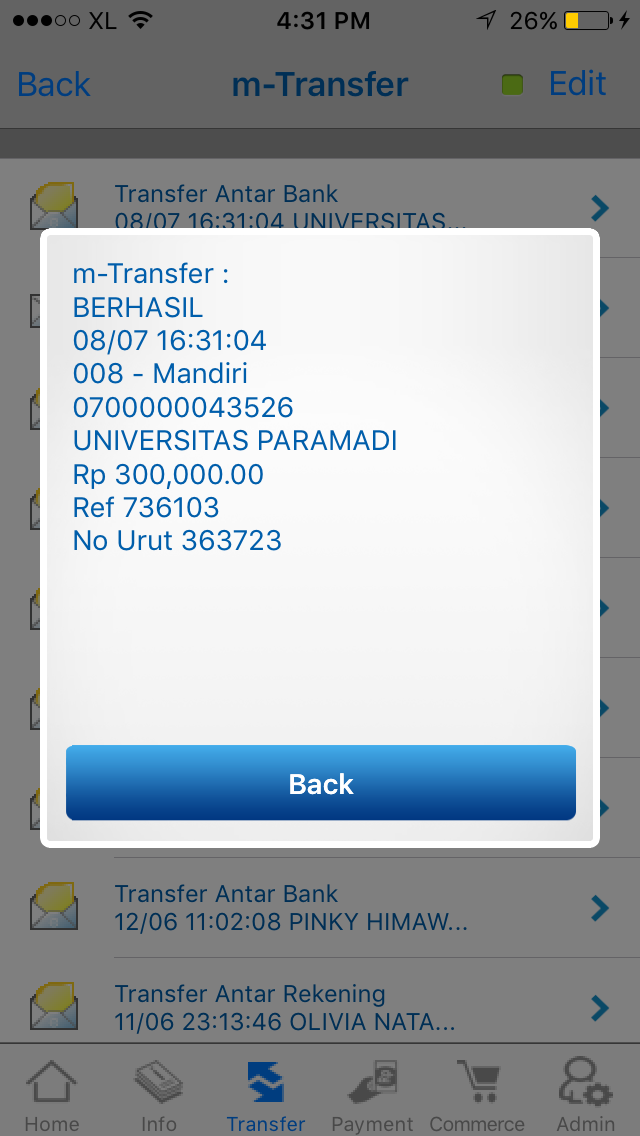 XL 4:31 PM 26%
Back m-Transfer Edit
Transfer Antar Bank
08/07 16:31:04 UNIVERSITAS...
m-Transfer :
BERHASIL
08/07 16:31:04
008 - Mandiri
0700000043526
UNIVERSITAS PARAMADI
Rp 300,000.00
Ref 736103
No Urut 363723
Back
Transfer Antar Bank
12/06 11:02:08 PINKY HIMAW...
Transfer Antar Rekening
11/06 23:13:46 OLIVIA NATA...
Home Info Transfer Payment Commerce Admin